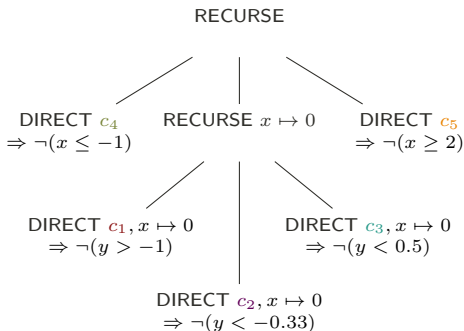 RECURSE
DIRECT c₄
⇒ ¬(x ≤ −1)
RECURSE x ↦ 0
DIRECT c₅
⇒ ¬(x ≥ 2)
DIRECT c₁, x ↦ 0
⇒ ¬(y > −1)
DIRECT c₃, x ↦ 0
⇒ ¬(y < 0.5)
DIRECT c₂, x ↦ 0
⇒ ¬(y < −0.33)